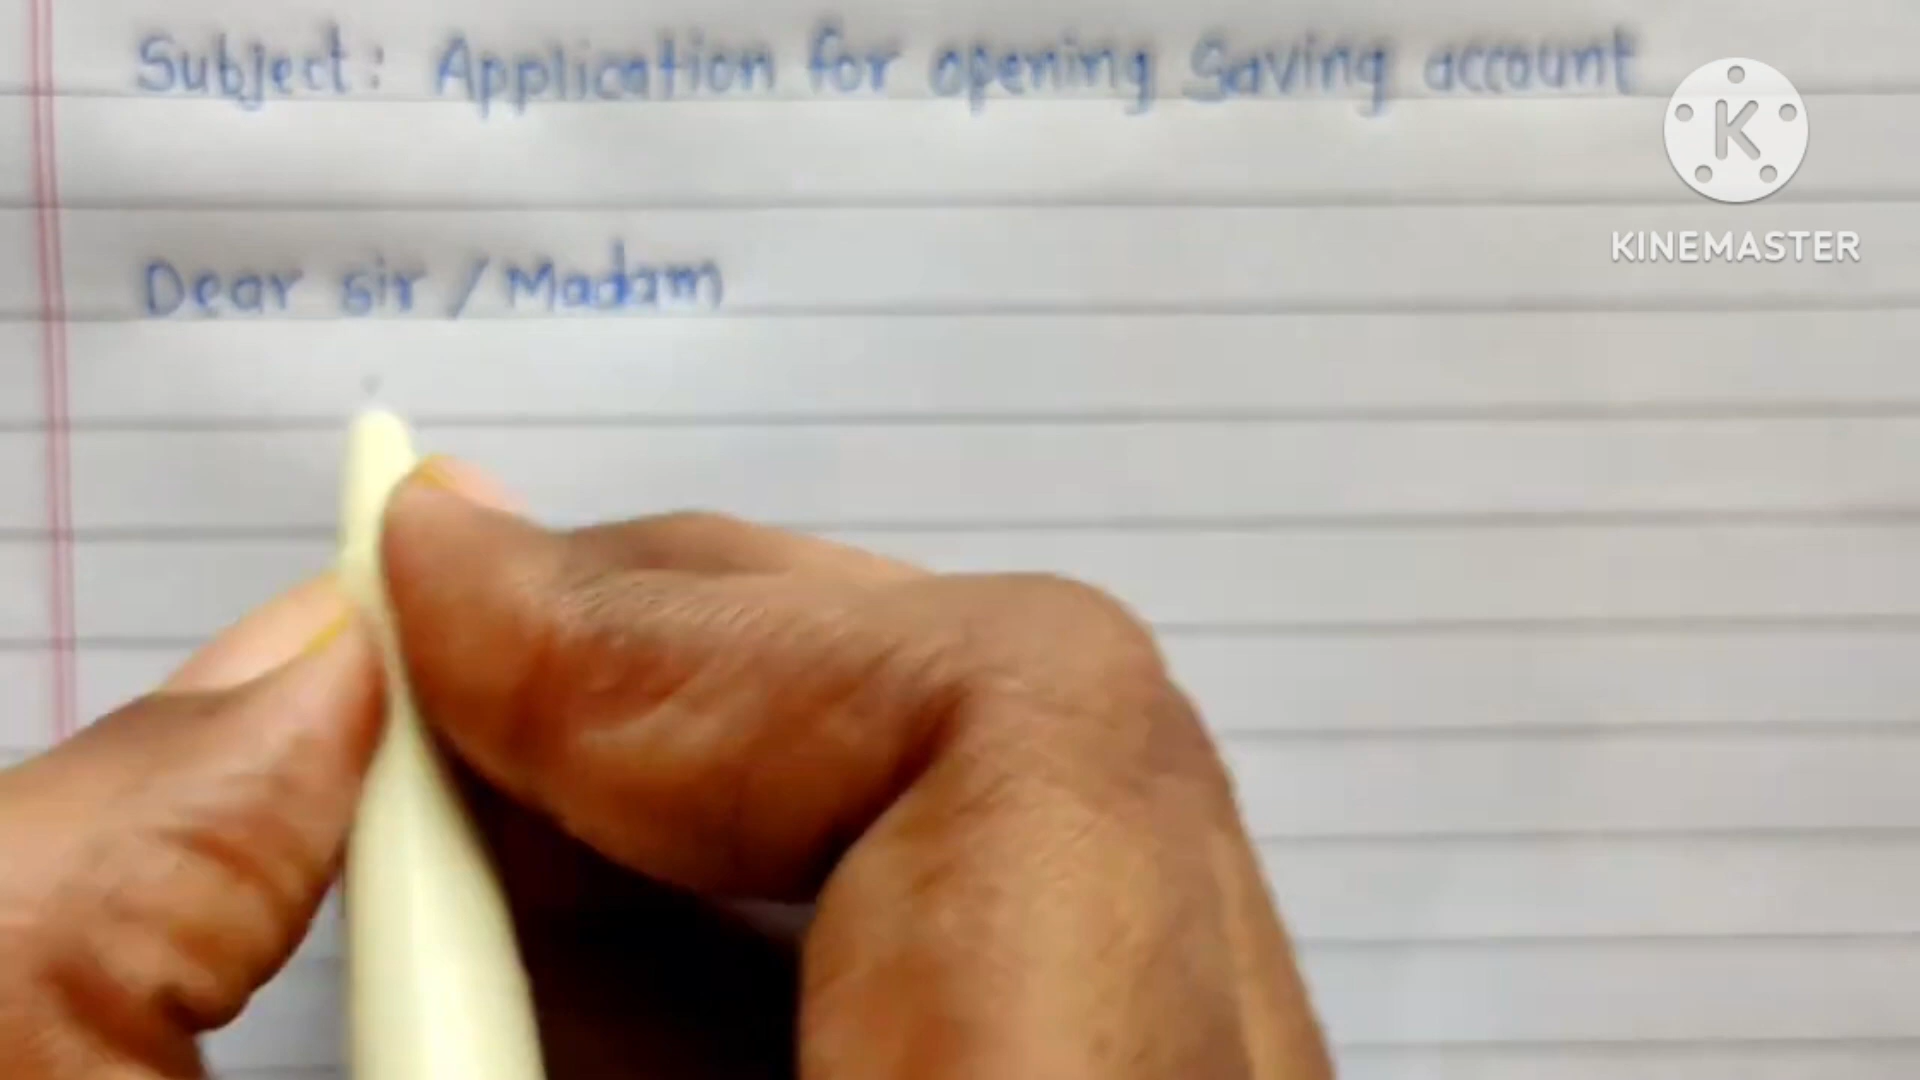 Subject: Application for opening Saving account
K
KINEMASTER
Dear sir / Madam